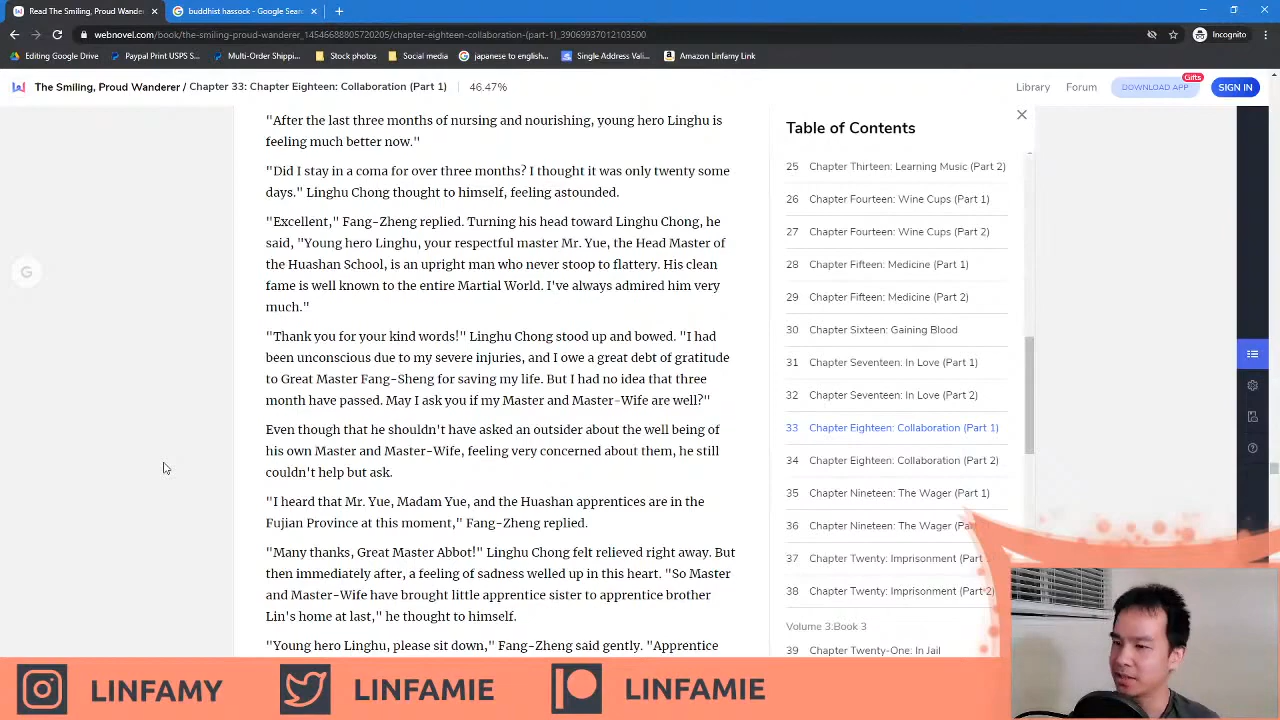 Read The Smiling, Proud Wande
buddhist hassock - Google Sear
webnovel.com/book/the-smiling-proud-wanderer_14546688805720205/chapter-eighteen-collaboration-(part-1)_39069937012103500
Incognito
Editing Google Drive
Paypal Print USPS S...
Multi-Order Shippi...
Stock photos
Social media
japanese to english...
Single Address Vali...
Amazon Linfamy Link
The Smiling, Proud Wanderer / Chapter 33: Chapter Eighteen: Collaboration (Part 1)
46.47%
Library
Forum
DOWNLOAD APP
Gifts
SIGN IN
"After the last three months of nursing and nourishing, young hero Linghu is
feeling much better now."
"Did I stay in a coma for over three months? I thought it was only twenty some
days." Linghu Chong thought to himself, feeling astounded.
"Excellent," Fang-Zheng replied. Turning his head toward Linghu Chong, he
said, "Young hero Linghu, your respectful master Mr. Yue, the Head Master of
the Huashan School, is an upright man who never stoop to flattery. His clean
fame is well known to the entire Martial World. I've always admired him very
much."
"Thank you for your kind words!" Linghu Chong stood up and bowed. "I had
been unconscious due to my severe injuries, and I owe a great debt of gratitude
to Great Master Fang-Sheng for saving my life. But I had no idea that three
month have passed. May I ask you if my Master and Master-Wife are well?"
Even though that he shouldn't have asked an outsider about the well being of
his own Master and Master-Wife, feeling very concerned about them, he still
couldn't help but ask.
"I heard that Mr. Yue, Madam Yue, and the Huashan apprentices are in the
Fujian Province at this moment," Fang-Zheng replied.
"Many thanks, Great Master Abbot!" Linghu Chong felt relieved right away. But
then immediately after, a feeling of sadness welled up in this heart. "So Master
and Master-Wife have brought little apprentice sister to apprentice brother
Lin's home at last," he thought to himself.
"Young hero Linghu, please sit down," Fang-Zheng said gently. "Apprentice
Table of Contents
25 Chapter Thirteen: Learning Music (Part 2)
26 Chapter Fourteen: Wine Cups (Part 1)
27 Chapter Fourteen: Wine Cups (Part 2)
28 Chapter Fifteen: Medicine (Part 1)
29 Chapter Fifteen: Medicine (Part 2)
30 Chapter Sixteen: Gaining Blood
31 Chapter Seventeen: In Love (Part 1)
32 Chapter Seventeen: In Love (Part 2)
33 Chapter Eighteen: Collaboration (Part 1)
34 Chapter Eighteen: Collaboration (Part 2)
35 Chapter Nineteen: The Wager (Part 1)
36 Chapter Nineteen: The Wager (Pa
37 Chapter Twenty: Imprisonment (Part
38 Chapter Twenty: Imprisonment (Part 2)
Volume 3:Book 3
39 Chapter Twenty-One: In Jail
G
LINFAMY
LINFAMIE
LINFAMIE